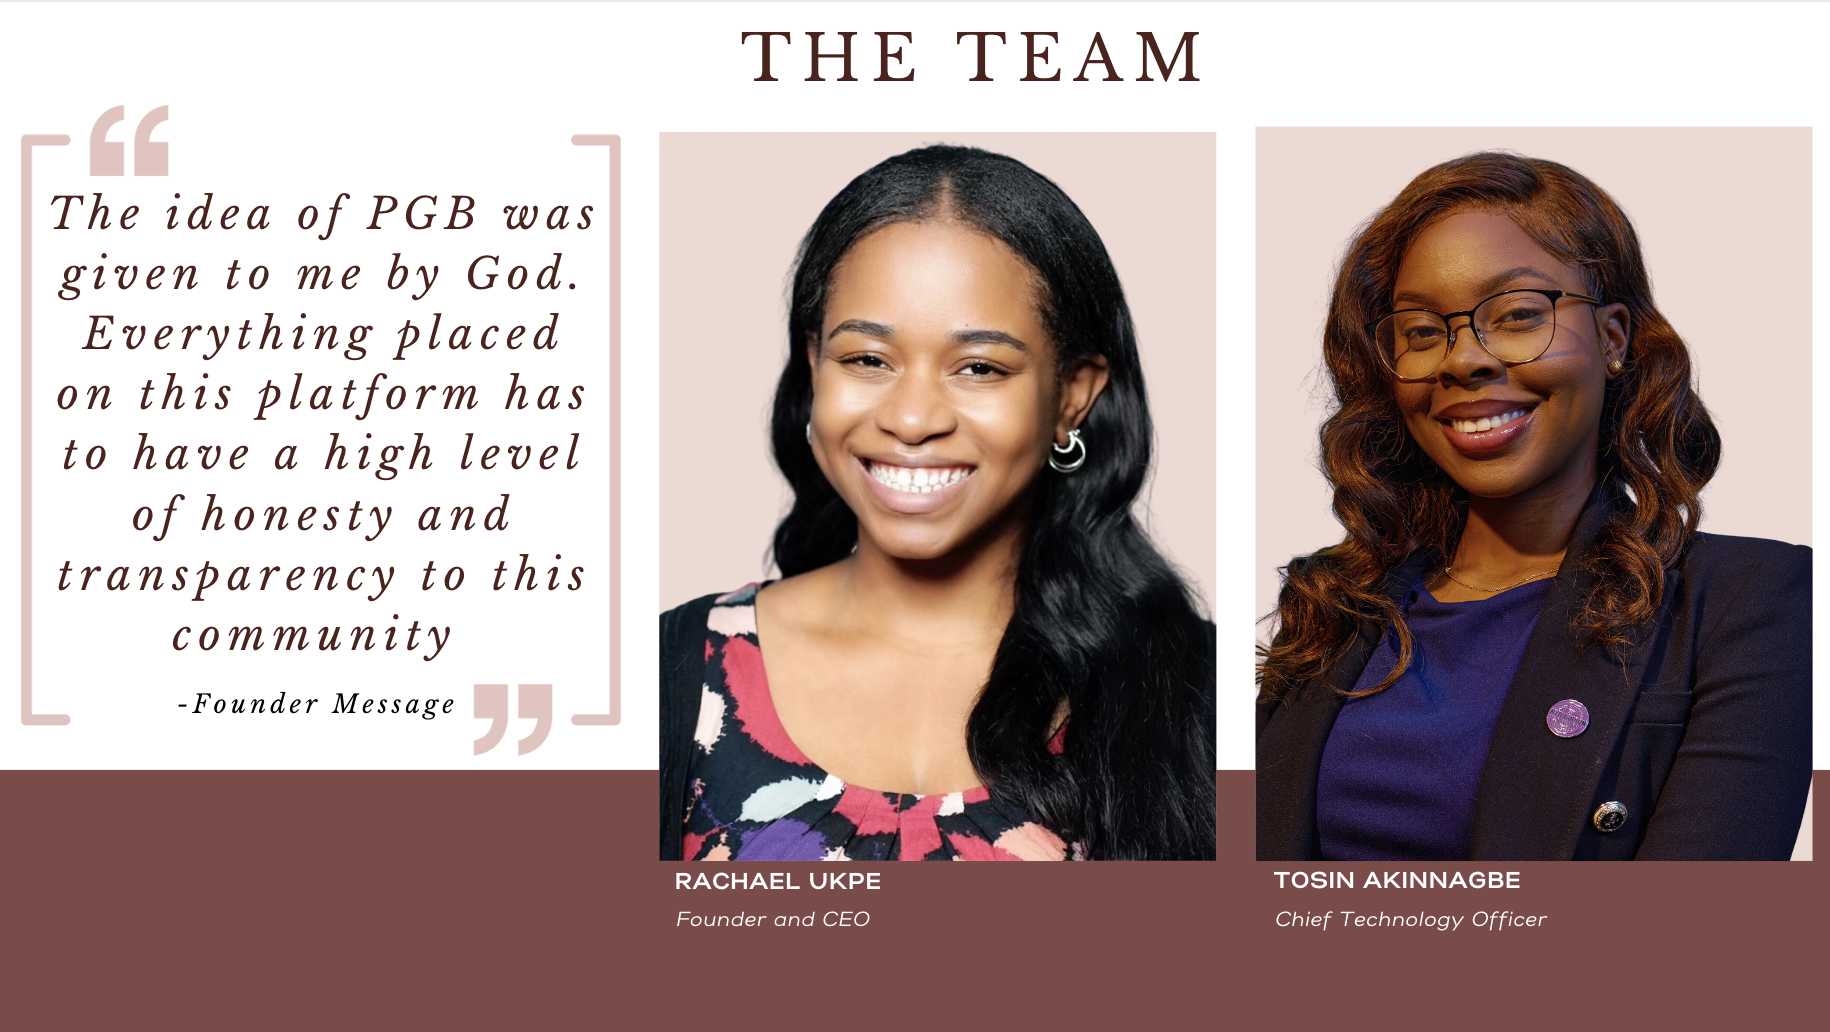 THE TEAM
The idea of PGB was
given to me by God.
Everything placed
on this platform has
to have a high level
of honesty and
transparency to this
community
-Founder Message
RACHAEL UKPE
Founder and CEO
TOSIN AKINNAGBE
Chief Technology Officer